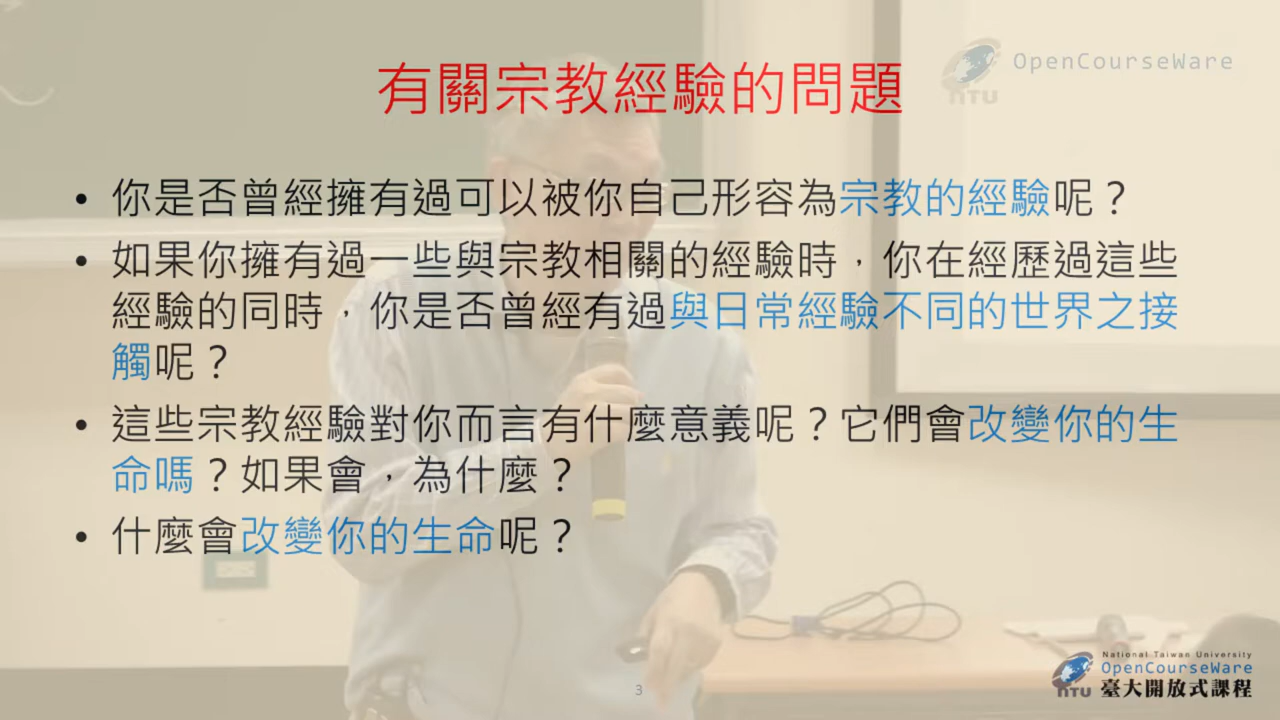 OpenCourseWare
NTU
有關宗教經驗的問題
• 你是否曾經擁有過可以被你自己形容為宗教的經驗呢？
• 如果你擁有過一些與宗教相關的經驗時，你在經歷過這些
經驗的同時，你是否曾經有過與日常經驗不同的世界之接
觸呢？
• 這些宗教經驗對你而言有什麼意義呢？它們會改變你的生
命嗎？如果會，為什麼？
• 什麼會改變你的生命呢？
3
National Taiwan University
OpenCourseWare
NTU 臺大開放式課程